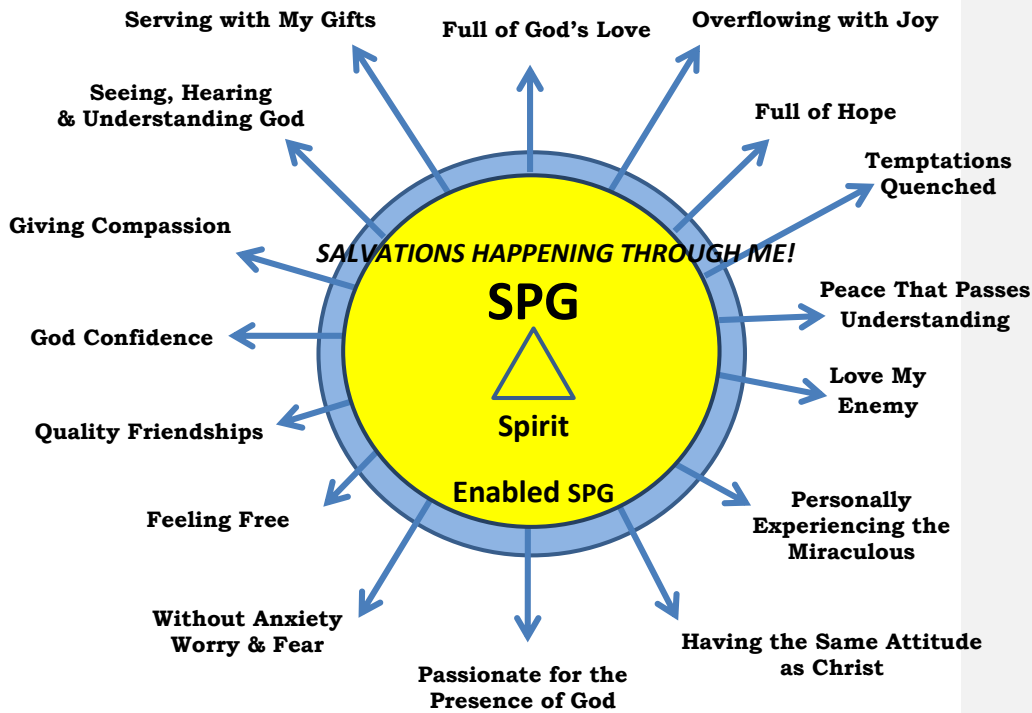 Serving with My Gifts
Full of God’s Love
Overflowing with Joy
Seeing, Hearing
& Understanding God
Full of Hope
Temptations
Quenched
Giving Compassion
SALVATIONS HAPPENING THROUGH ME!
SPG
Peace That Passes
Understanding
God Confidence
Love My
Enemy
Spirit
Quality Friendships
Enabled SPG
Feeling Free
Personally
Experiencing the
Miraculous
Without Anxiety
Worry & Fear
Having the Same Attitude
as Christ
Passionate for the
Presence of God